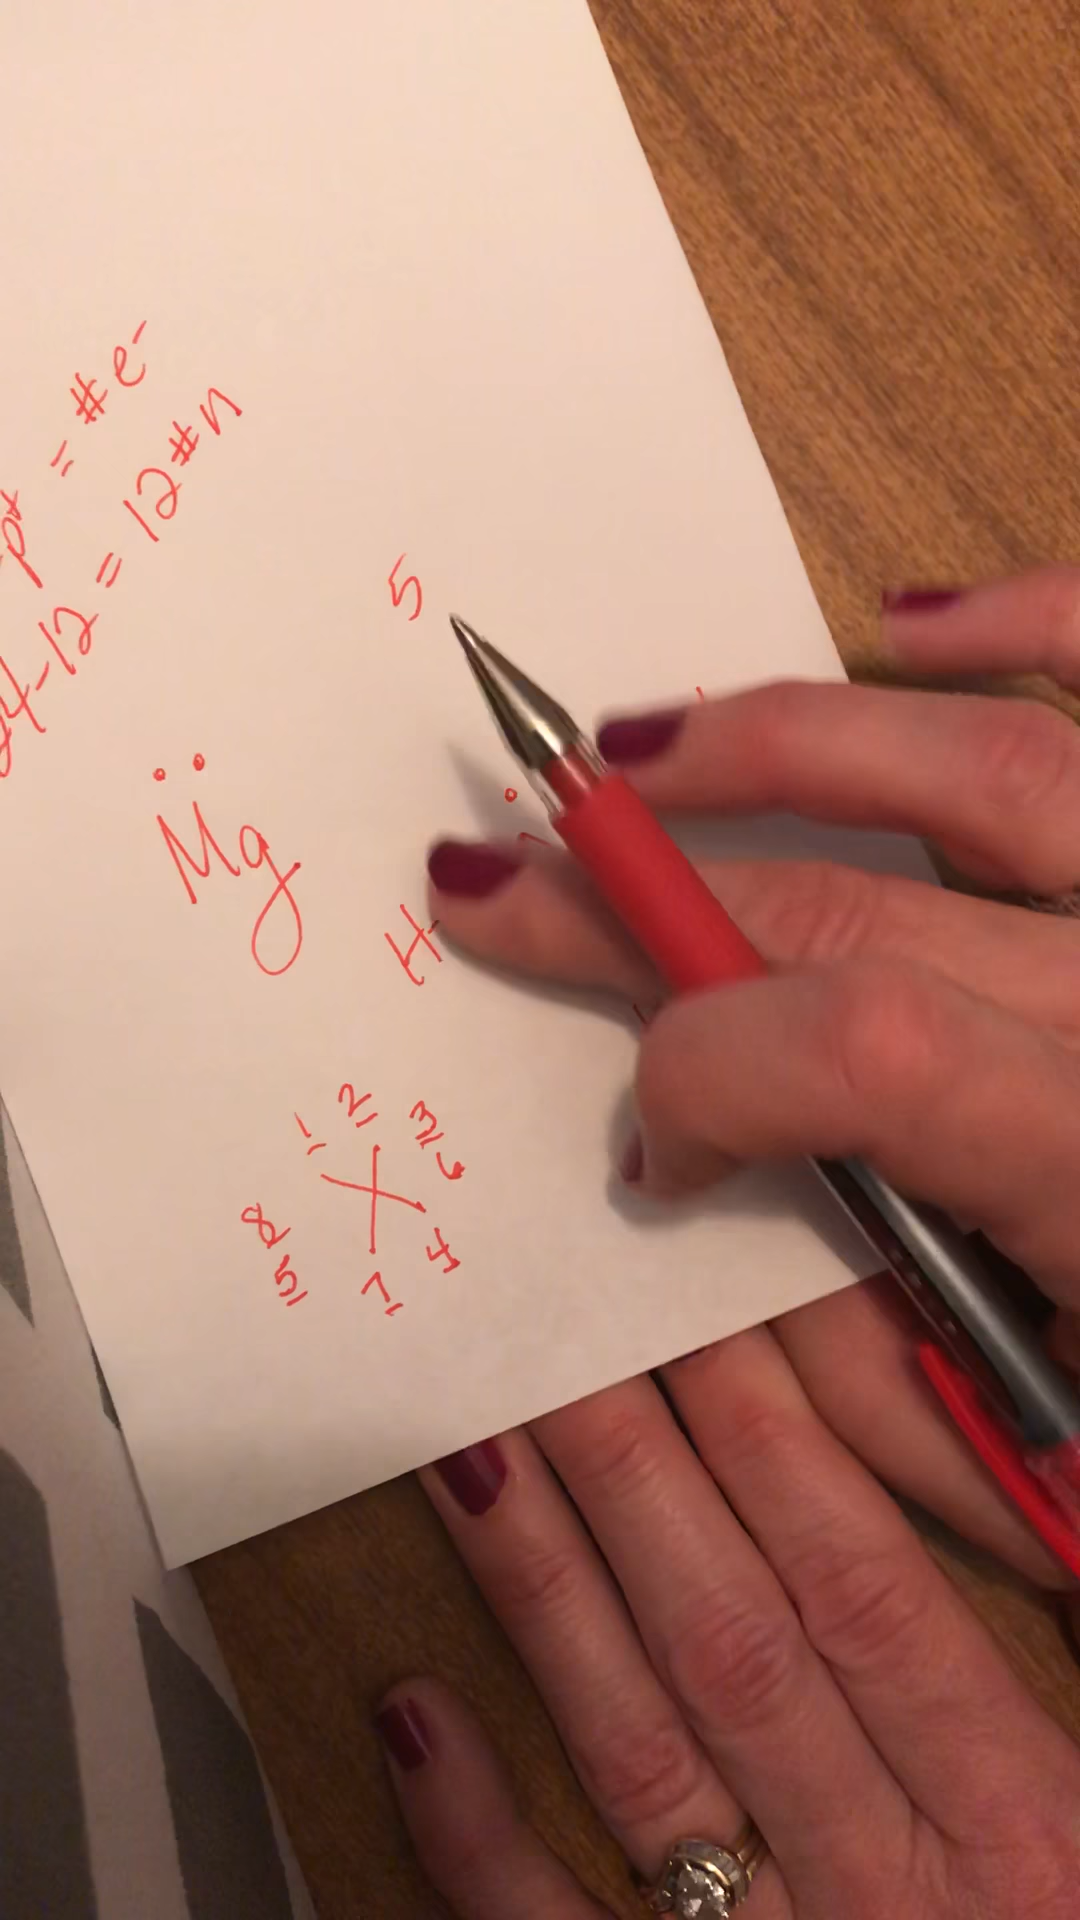 p+ = #e-
24-12 = 12 #n
5
Mg
H-
1 2 3
8 6
5 7 4